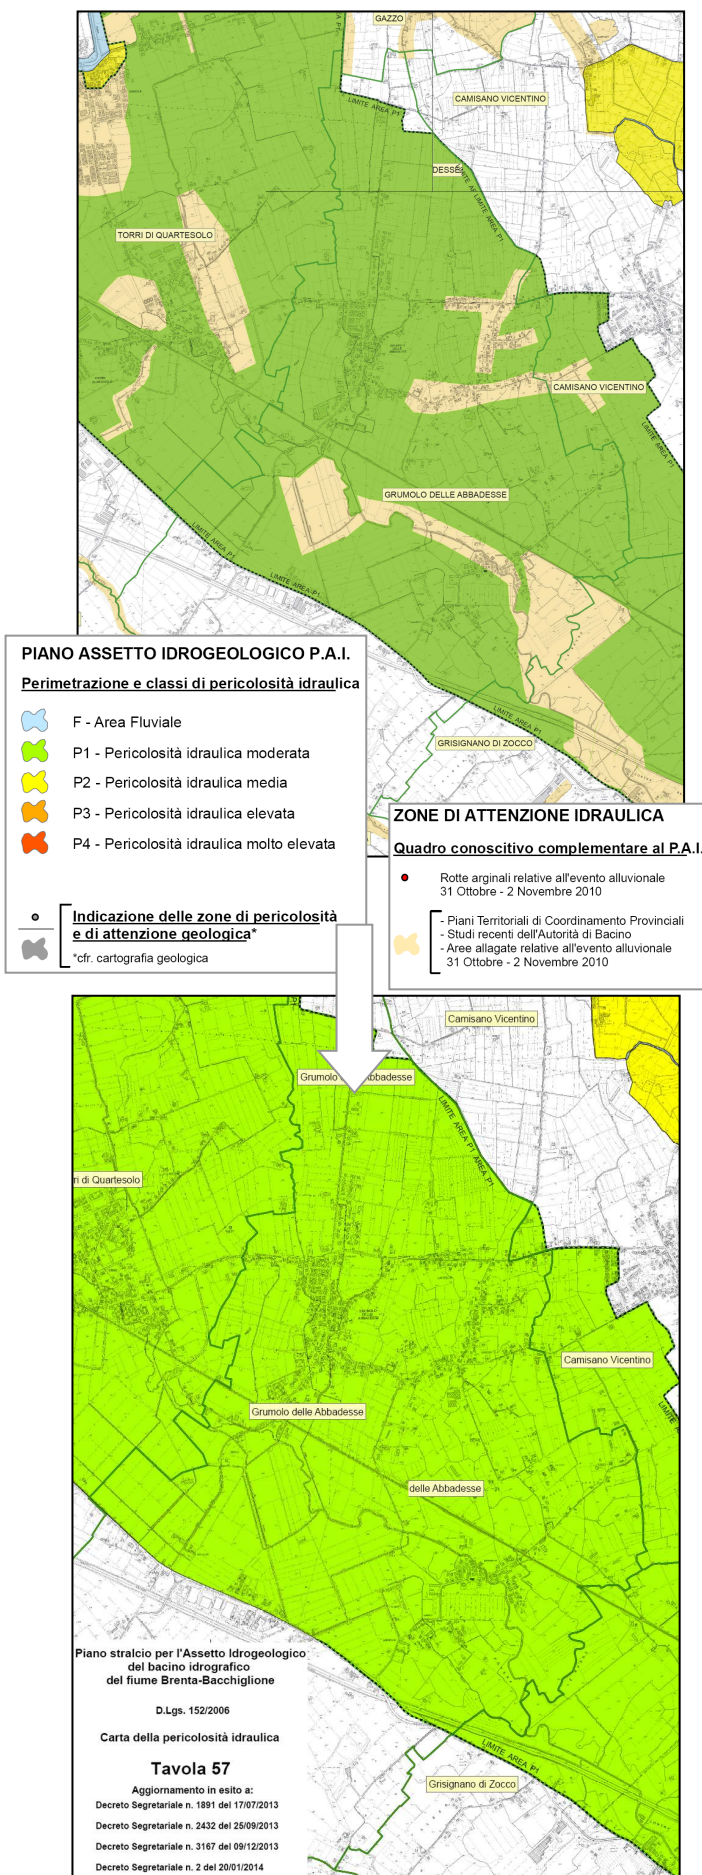 GAZZO
CAMISANO VICENTINO
LIMITE AREA P1
DESSE
LIMITE AREA P1
TORRI DI QUARTESOLO
CAMISANO VICENTINO
LIMITE AREA P1
GRUMOLO DELLE ABBADESSE
LIMITE AREA P1
LIMITE AREA P1
LIMITE AREA P1
GRISIGNANO DI ZOCCO
PIANO ASSETTO IDROGEOLOGICO P.A.I.
Perimetrazione e classi di pericolosità idraulica
F - Area Fluviale
P1 - Pericolosità idraulica moderata
P2 - Pericolosità idraulica media
P3 - Pericolosità idraulica elevata
P4 - Pericolosità idraulica molto elevata
Indicazione delle zone di pericolosità
e di attenzione geologica*
*cfr. cartografia geologica
ZONE DI ATTENZIONE IDRAULICA
Quadro conoscitivo complementare al P.A.I.
Rotte arginali relative all'evento alluvionale
31 Ottobre - 2 Novembre 2010
- Piani Territoriali di Coordinamento Provinciali
- Studi recenti dell'Autorità di Bacino
- Aree allagate relative all'evento alluvionale
31 Ottobre - 2 Novembre 2010
Camisano Vicentino
Grumolo Abbadesse
LIMITE AREA P1 AREA P1
ri di Quartesolo
Camisano Vicentino
Grumolo delle Abbadesse
delle Abbadesse
LIMITE AREA P1
Grisignano di Zocco
Piano stralcio per l'Assetto Idrogeologico
del bacino idrografico
del fiume Brenta-Bacchiglione
D.Lgs. 152/2006
Carta della pericolosità idraulica
Tavola 57
Aggiornamento in esito a:
Decreto Segretariale n. 1891 del 17/07/2013
Decreto Segretariale n. 2432 del 25/09/2013
Decreto Segretariale n. 3167 del 09/12/2013
Decreto Segretariale n. 2 del 20/01/2014